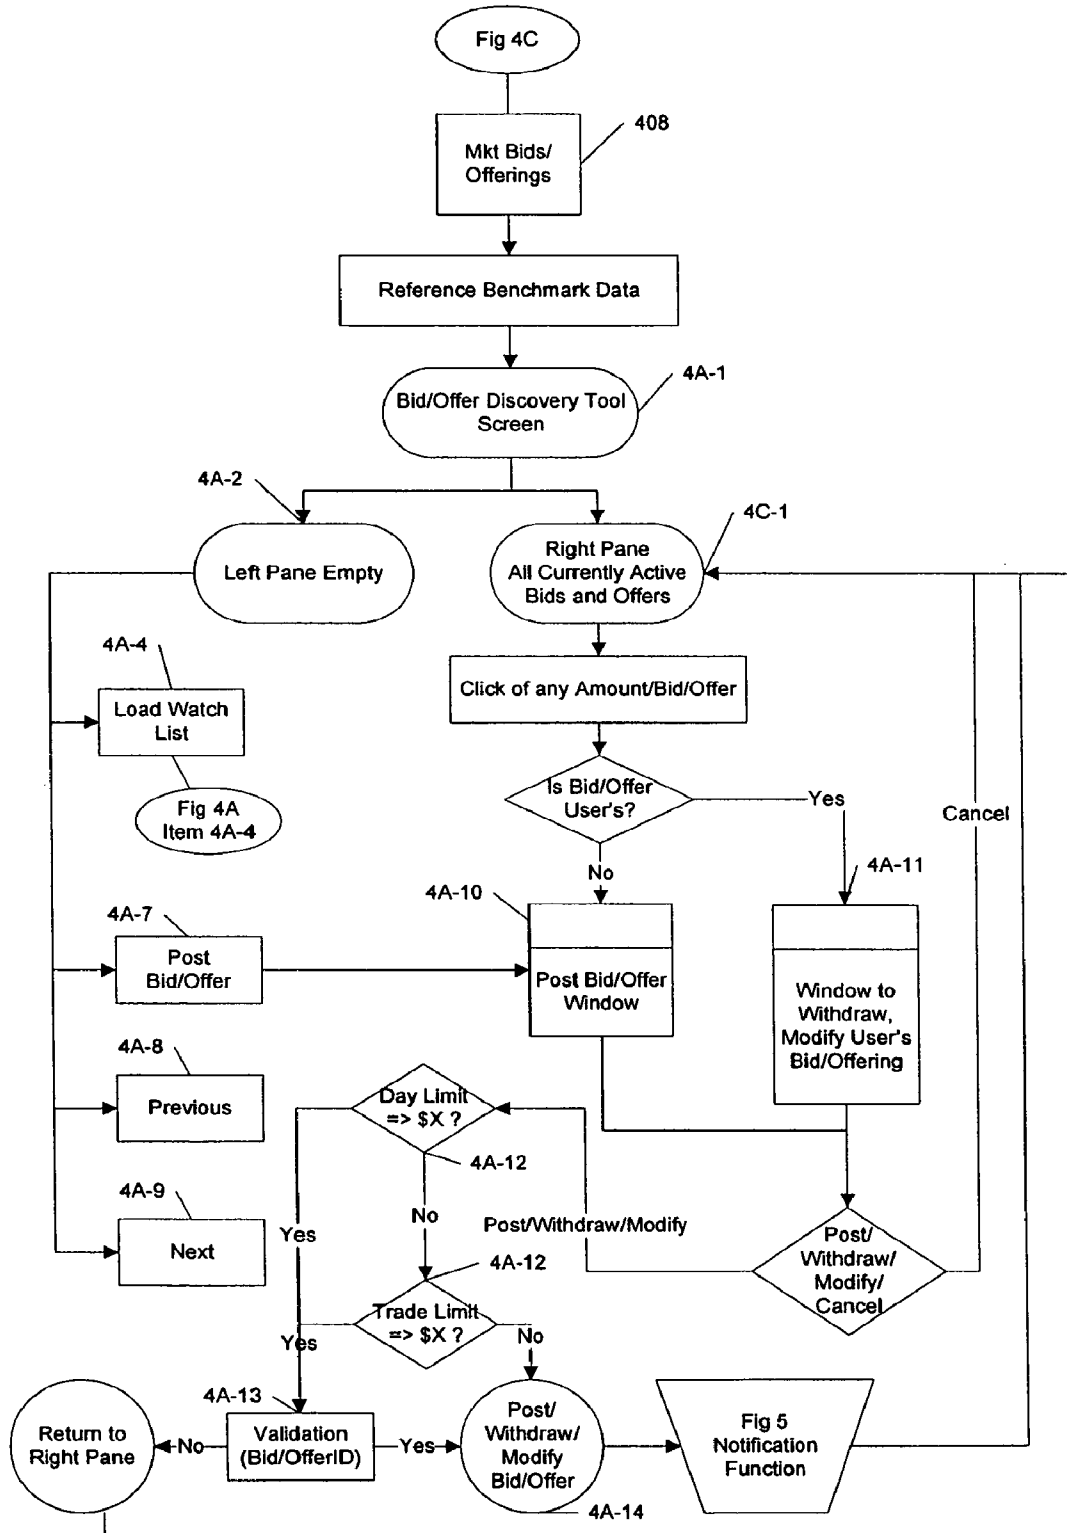 Fig 4C
408
Mkt Bids/
Offerings
Reference Benchmark Data
4A-1
Bid/Offer Discovery Tool
Screen
4A-2
4C-1
Left Pane Empty
Right Pane
All Currently Active
Bids and Offers
4A-4
Load Watch
List
Click of any Amount/Bid/Offer
Fig 4A
Item 4A-4
Is Bid/Offer
User's?
Yes
Cancel
No
4A-10
4A-11
4A-7
Post
Bid/Offer
Post Bid/Offer
Window
Window to
Withdraw,
Modify User's
Bid/Offering
4A-8
Previous
Day Limit
=> $X ?
4A-12
4A-9
Next
Yes
No
Post/Withdraw/Modify
Post/
Withdraw/
Modify/
Cancel
4A-12
Trade Limit
=> $X ?
Yes
No
4A-13
Return to
Right Pane
No
Validation
(Bid/OfferID)
Yes
Post/
Withdraw/
Modify
Bid/Offer
Fig 5
Notification
Function
4A-14